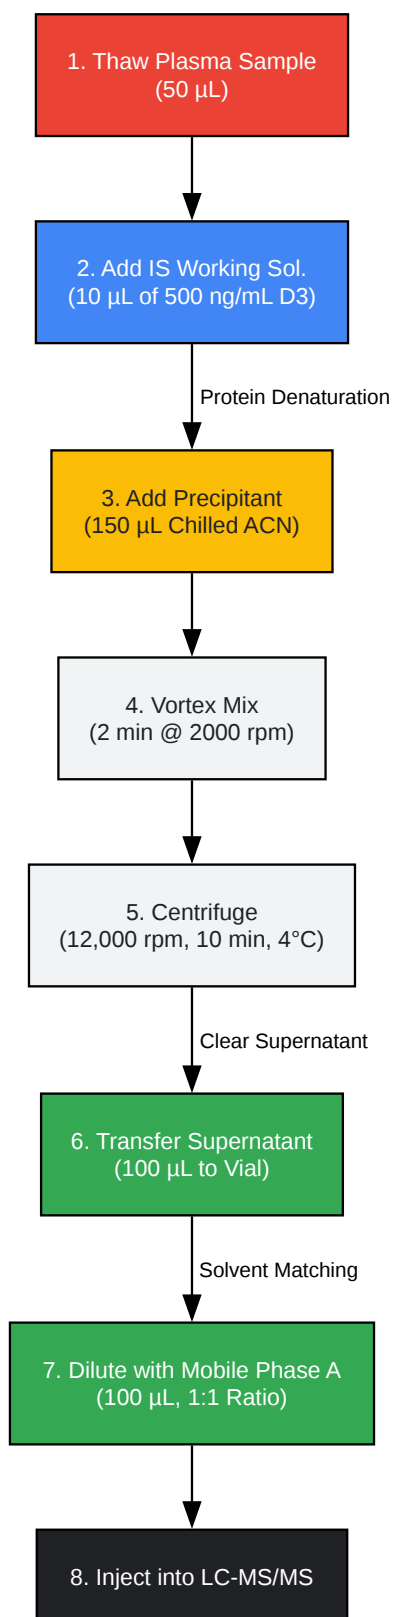 1. Thaw Plasma Sample
(50 µL)
2. Add IS Working Sol.
(10 µL of 500 ng/mL D3)
Protein Denaturation
3. Add Precipitant
(150 µL Chilled ACN)
4. Vortex Mix
(2 min @ 2000 rpm)
5. Centrifuge
(12,000 rpm, 10 min, 4°C)
Clear Supernatant
6. Transfer Supernatant
(100 µL to Vial)
Solvent Matching
7. Dilute with Mobile Phase A
(100 µL, 1:1 Ratio)
8. Inject into LC-MS/MS